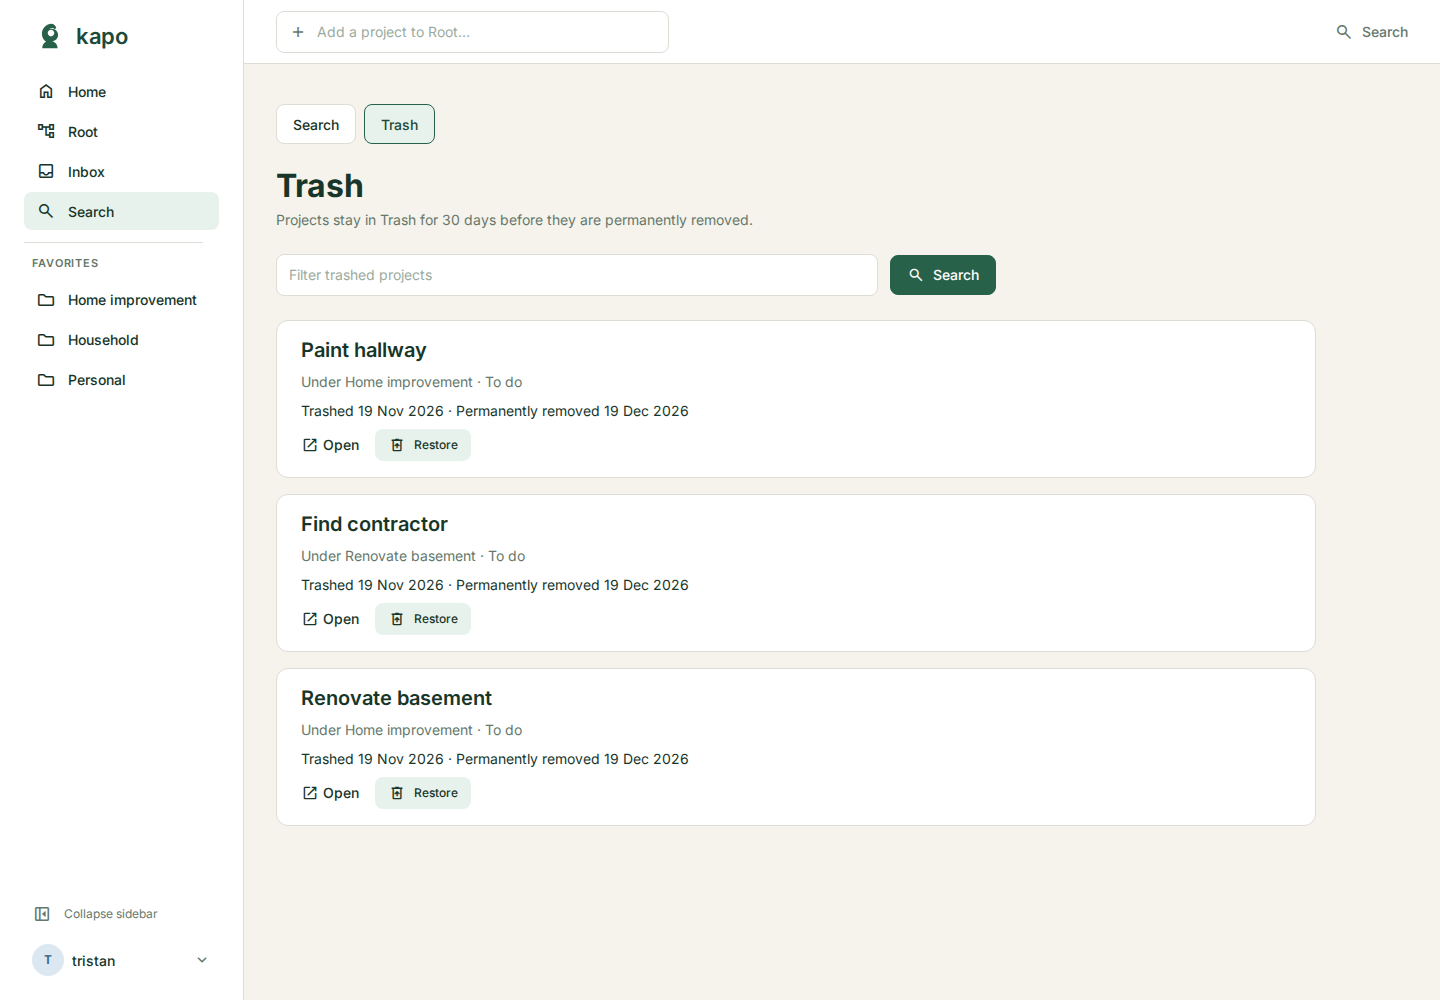 kapo
Add a project to Root...
Search
Home
Root
Inbox
Search
FAVORITES
Home improvement
Household
Personal
Collapse sidebar
T
tristan
Search
Trash
Trash
Projects stay in Trash for 30 days before they are permanently removed.
Filter trashed projects
Search
Paint hallway
Under Home improvement · To do
Trashed 19 Nov 2026 · Permanently removed 19 Dec 2026
Open
Restore
Find contractor
Under Renovate basement · To do
Trashed 19 Nov 2026 · Permanently removed 19 Dec 2026
Open
Restore
Renovate basement
Under Home improvement · To do
Trashed 19 Nov 2026 · Permanently removed 19 Dec 2026
Open
Restore